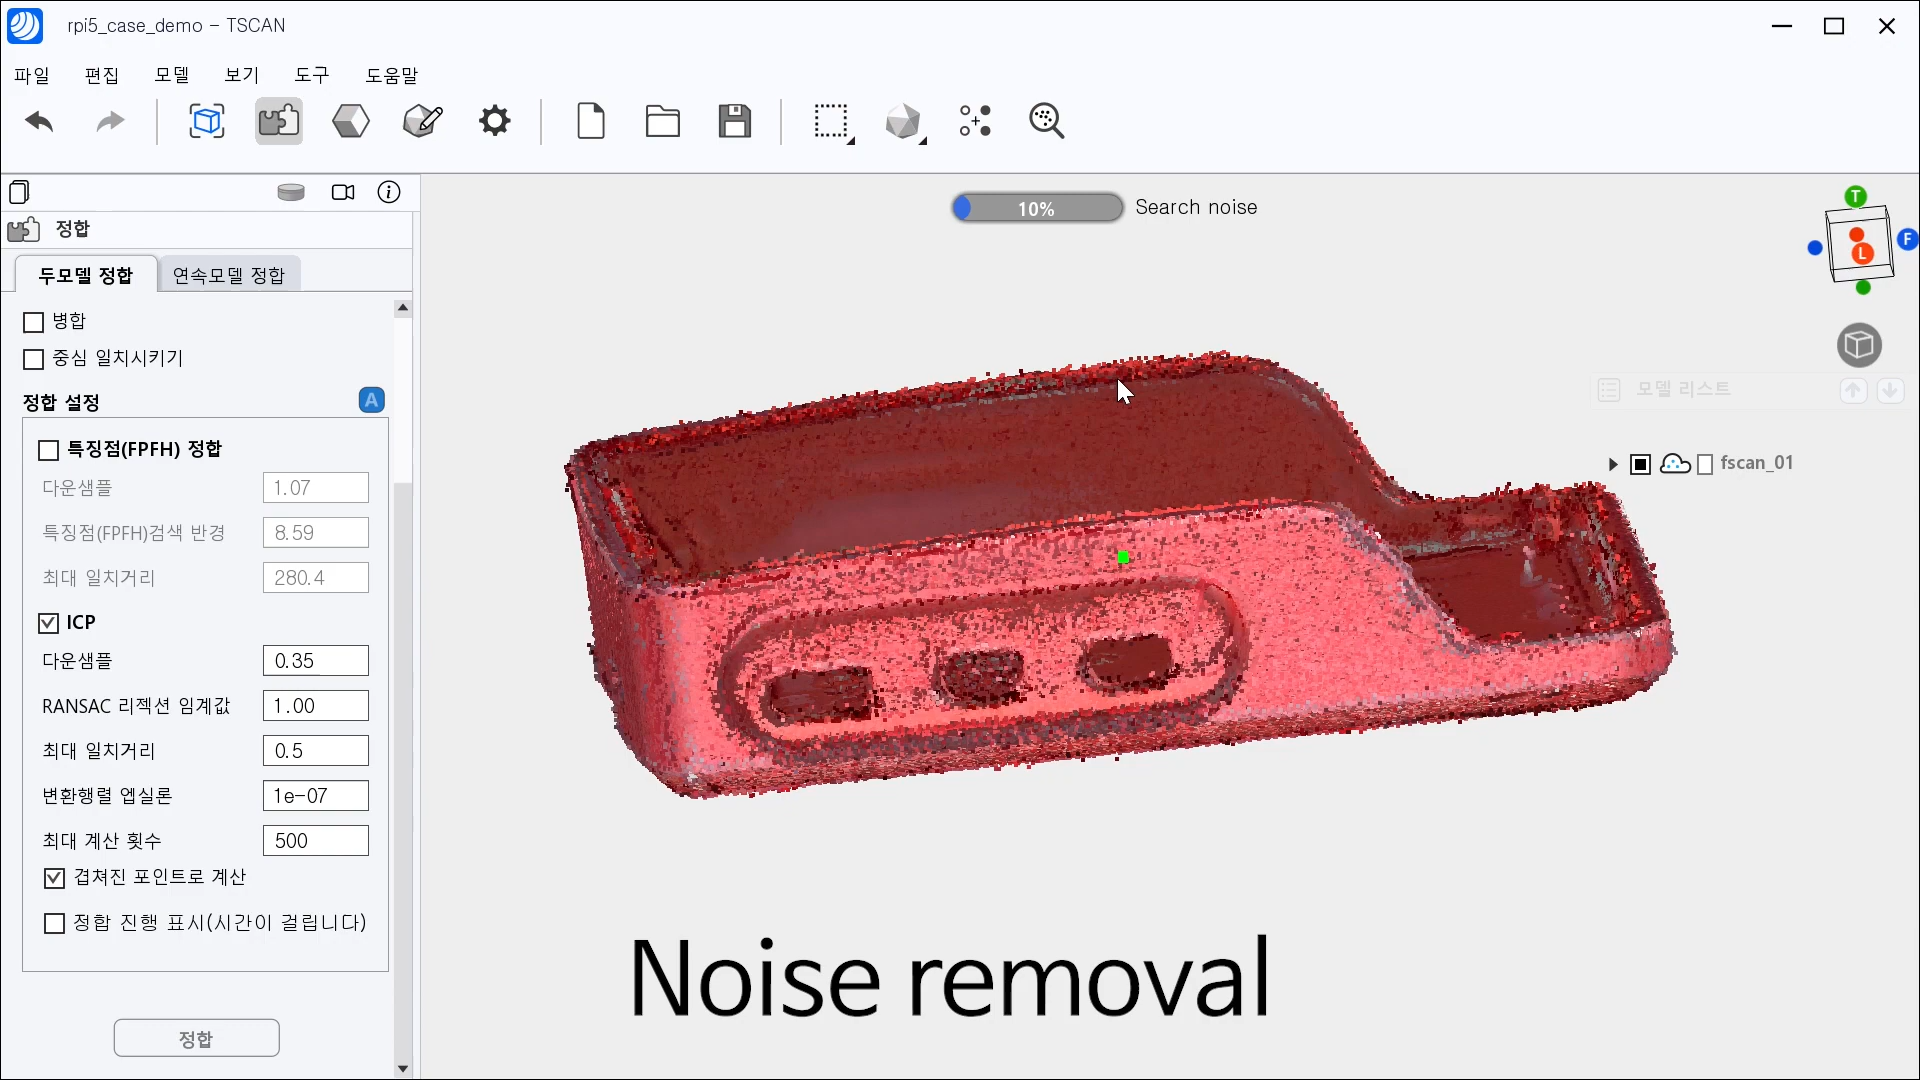 rpi5_case_demo - TSCAN
파일 편집 모델 보기 도구 도움말
10% Search noise
T
F
L
정합
두모델 정합 연속모델 정합
병합
중심 일치시키기
정합 설정 A
특징점(FPFH) 정합
다운샘플 1.07
특징점(FPFH)검색 반경 8.59
최대 일치거리 280.4
ICP
다운샘플 0.35
RANSAC 리젝션 임계값 1.00
최대 일치거리 0.5
변환행렬 엡실론 1e-07
최대 계산 횟수 500
겹쳐진 포인트로 계산
정합 진행 표시(시간이 걸립니다)
정합
모델 리스트
fscan_01
Noise removal